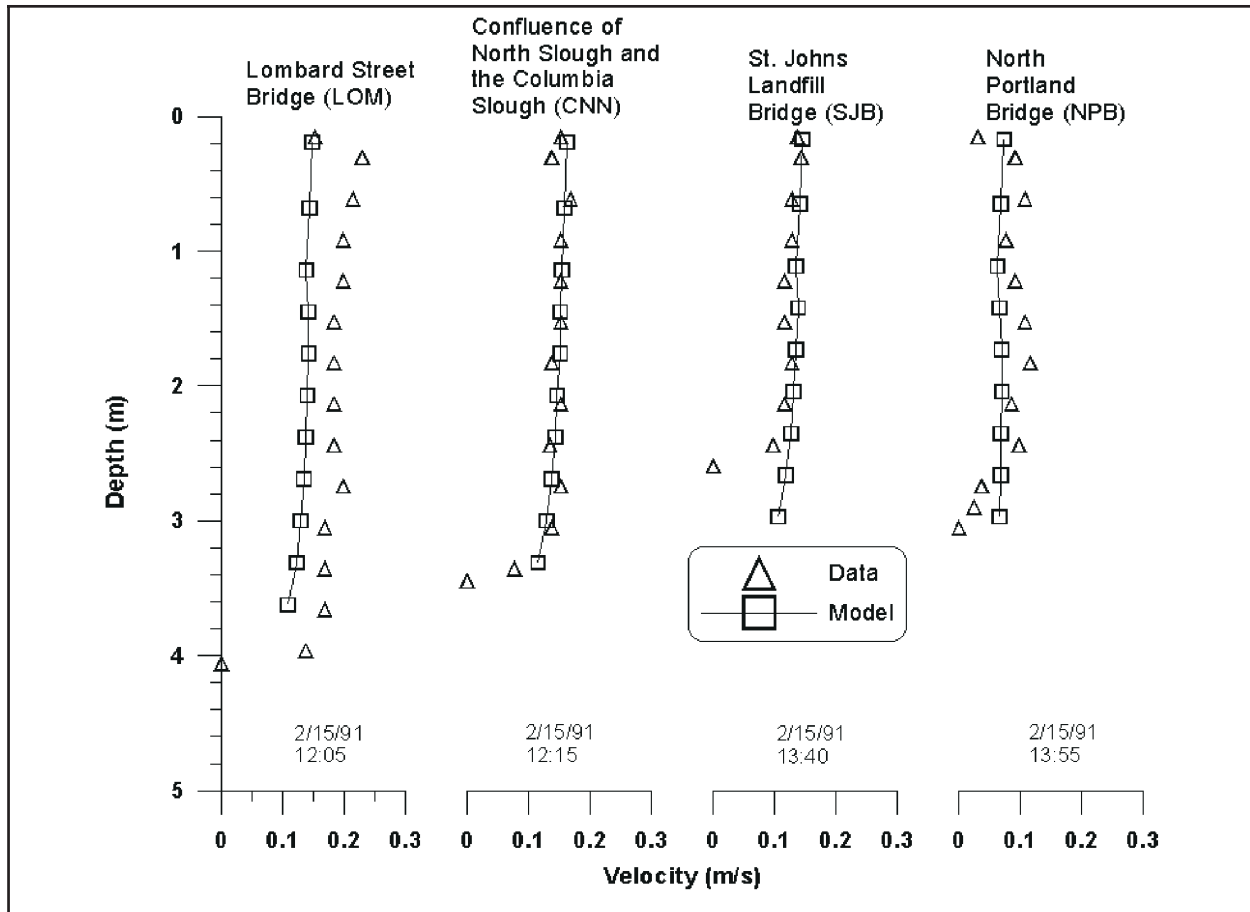 Lombard Street
Bridge (LOM)
Confluence of
North Slough and
the Columbia
Slough (CNN)
St. Johns
Landfill
Bridge (SJB)
North
Portland
Bridge (NPB)
0
1
2
3
4
5
Depth (m)
Data
Model
2/15/91
12:05
2/15/91
12:15
2/15/91
13:40
2/15/91
13:55
0 0.1 0.2 0.3
0 0.1 0.2 0.3
0 0.1 0.2 0.3
0 0.1 0.2 0.3
Velocity (m/s)